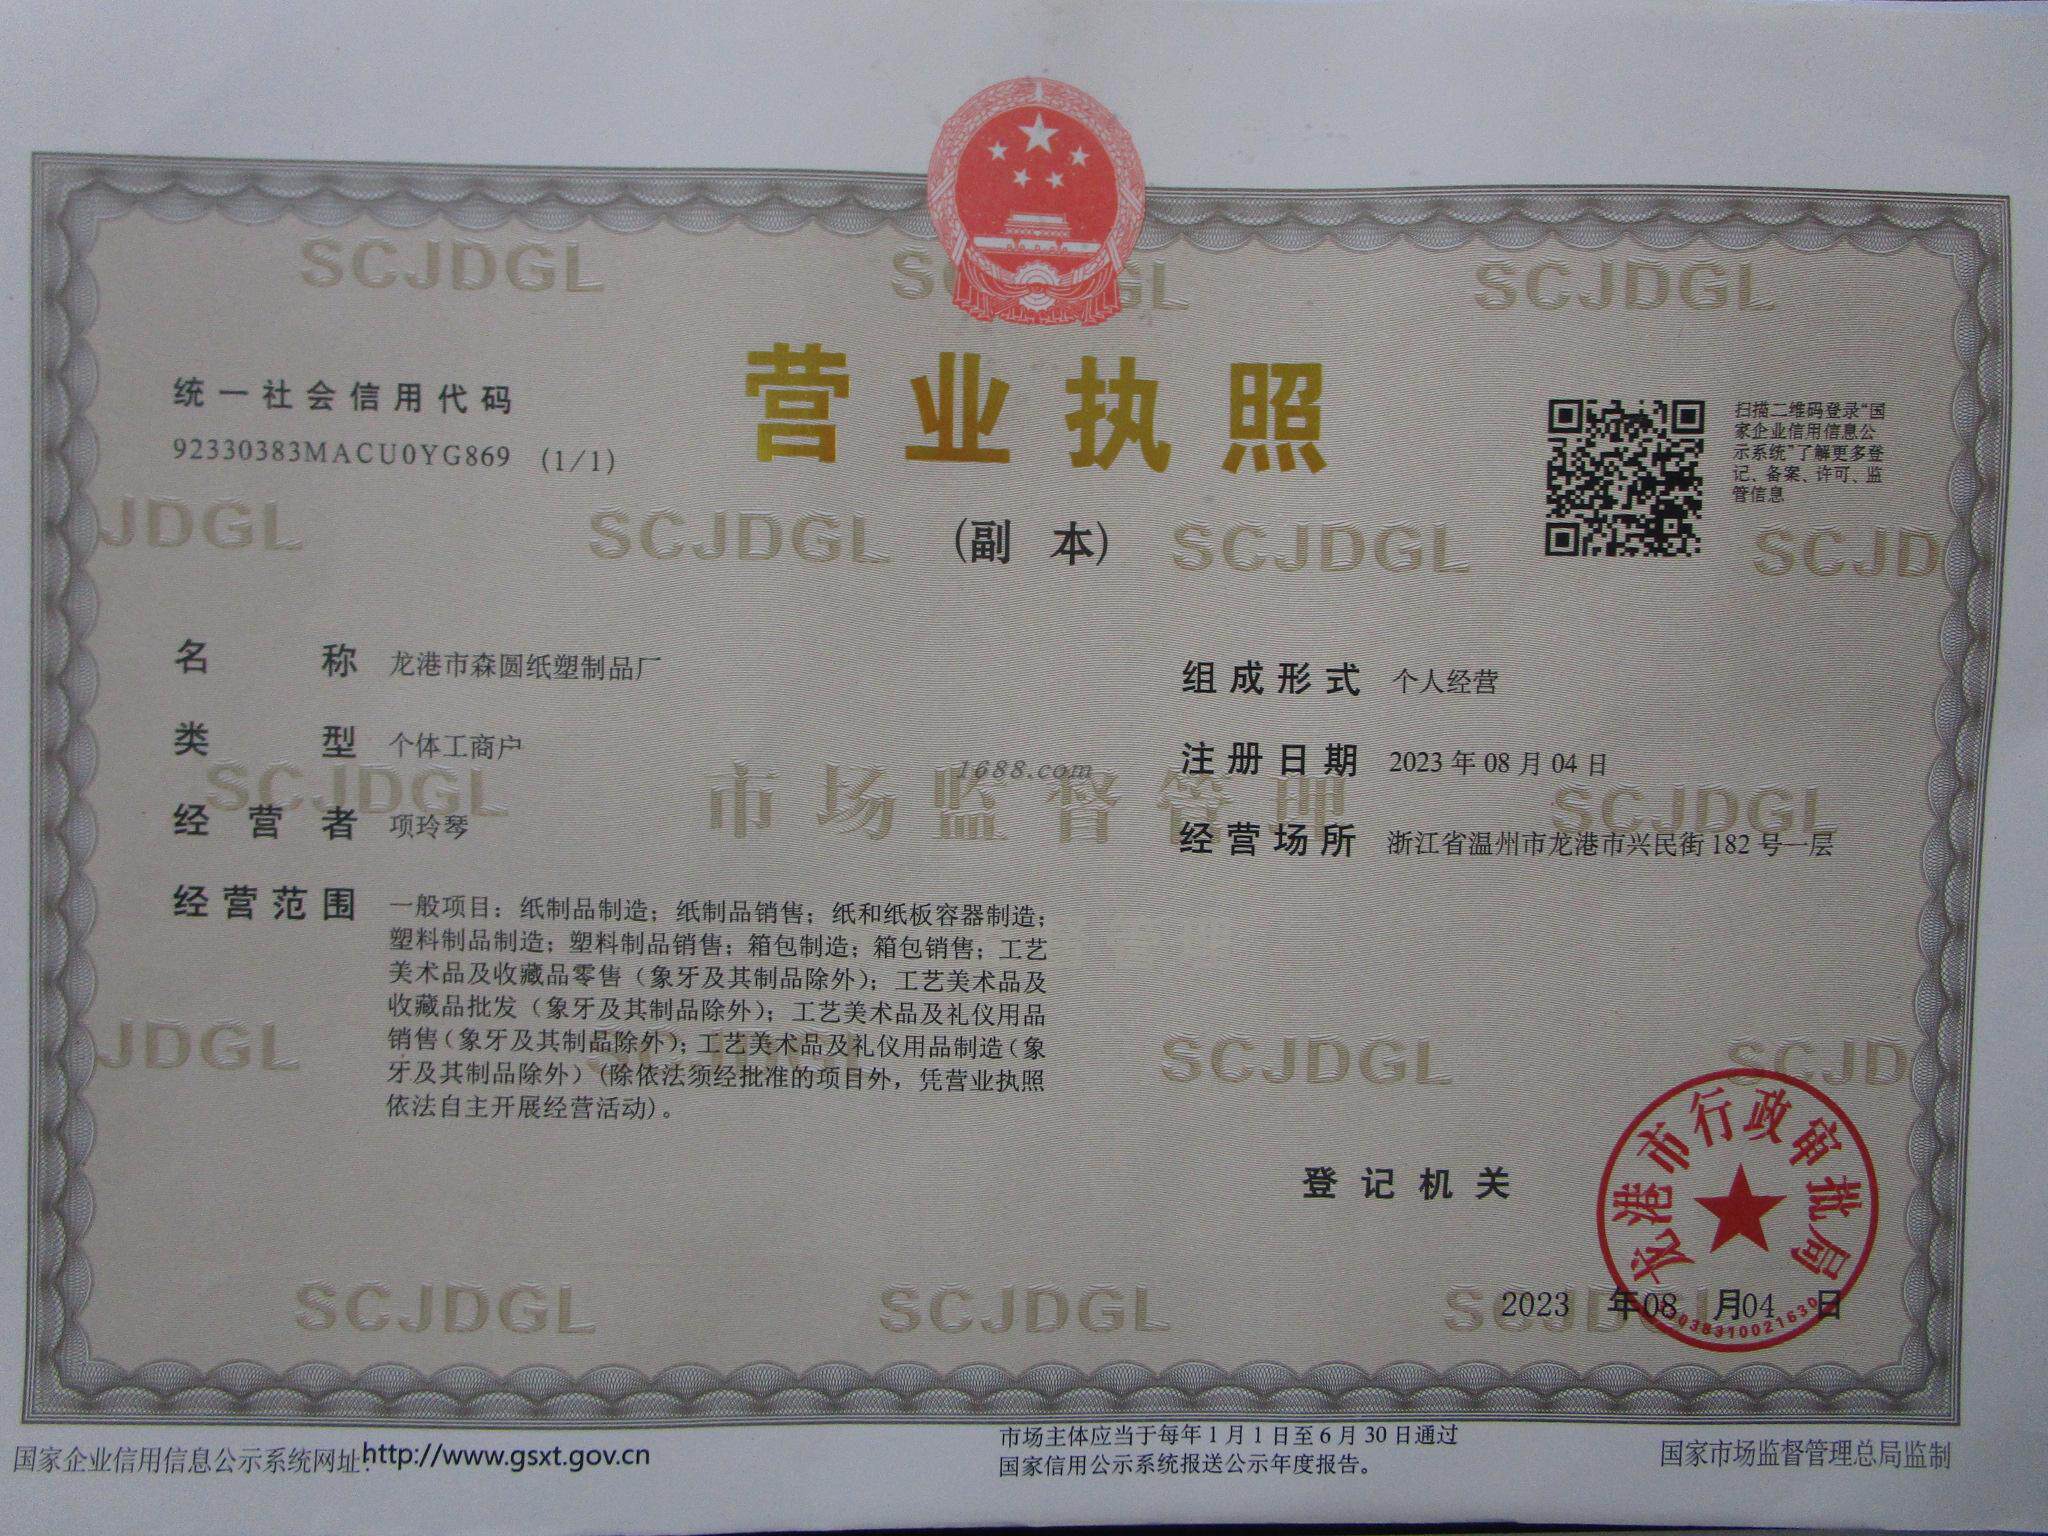 统一社会信用代码
92330383MACU0YG869 (1/1)
营业执照
(副 本)
扫描二维码登录“国
家企业信用信息公
示系统”了解更多登
记、备案、许可、监
管信息
名 称 龙港市森圆纸塑制品厂
类 型 个体工商户
经 营 者 项玲琴
经营范围 一般项目：纸制品制造；纸制品销售；纸和纸板容器制造；
塑料制品制造；塑料制品销售；箱包制造；箱包销售；工艺
美术品及收藏品零售（象牙及其制品除外）；工艺美术品及
收藏品批发（象牙及其制品除外）；工艺美术品及礼仪用品
销售（象牙及其制品除外）；工艺美术品及礼仪用品制造（象
牙及其制品除外）（除依法须经批准的项目外，凭营业执照
依法自主开展经营活动）。
组成形式 个人经营
注册日期 2023 年 08 月 04 日
经营场所 浙江省温州市龙港市兴民街 182 号一层
1688.com
市场监督管理
SCJDGL
SCJDGL
SCJDGL
JDGL
SCJDGL
SCJDGL
SCJD
SCJDGL
SCJDGL
JDGL
SCJDGL
SCJD
SCJDGL
SCJDGL
登记机关
龙港市行政审批局
2023 年 08 月 04 日
国家企业信用信息公示系统网址：http://www.gsxt.gov.cn
市场主体应当于每年 1 月 1 日至 6 月 30 日通过
国家信用公示系统报送公示年度报告。
国家市场监督管理总局监制